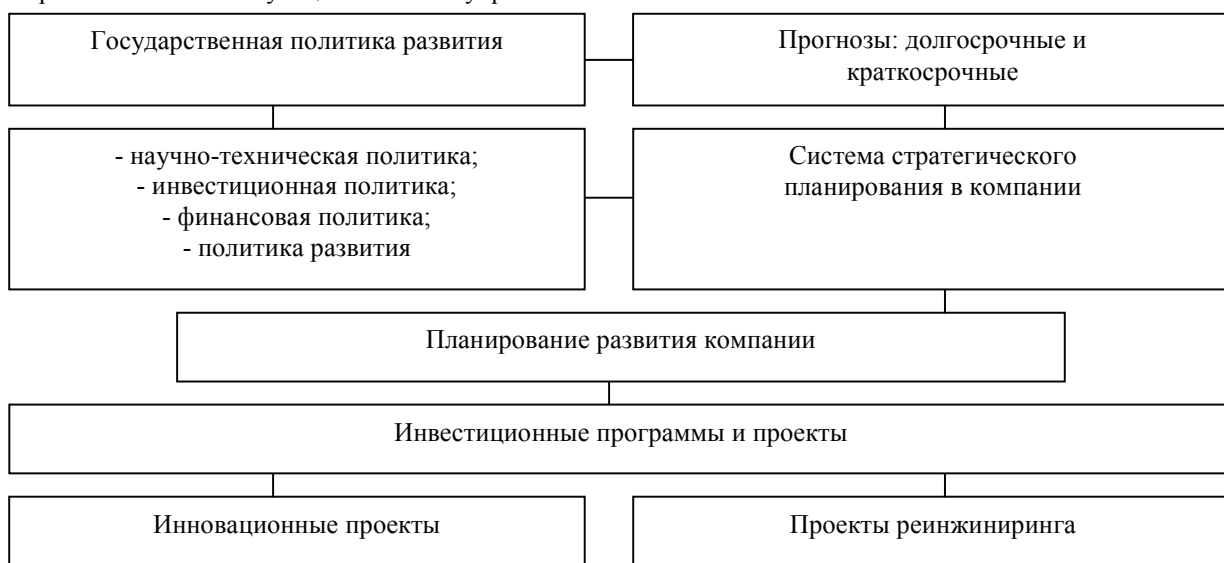 Государственная политика развития
Прогнозы: долгосрочные и
краткосрочные
- научно-техническая политика;
- инвестиционная политика;
- финансовая политика;
- политика развития
Система стратегического
планирования в компании
Планирование развития компании
Инвестиционные программы и проекты
Инновационные проекты
Проекты реинжиниринга